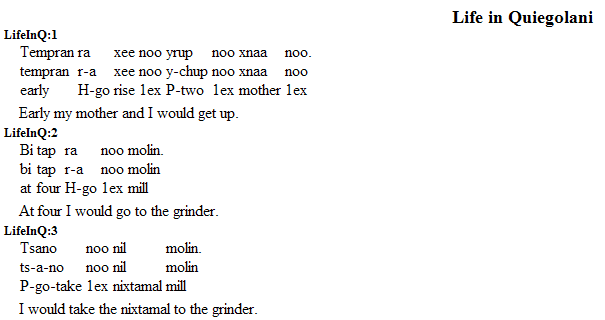 Life in Quiegolani
LifeInQ:1
Tempran ra xee noo yrup noo xnaa noo.
tempran r-a xee noo y-chup noo xnaa noo
early H-go rise 1ex P-two 1ex mother 1ex
Early my mother and I would get up.
LifeInQ:2
Bi tap ra noo molin.
bi tap r-a noo molin
at four H-go 1ex mill
At four I would go to the grinder.
LifeInQ:3
Tsano noo nil molin.
ts-a-no noo nil molin
P-go-take 1ex nixtamal mill
I would take the nixtamal to the grinder.